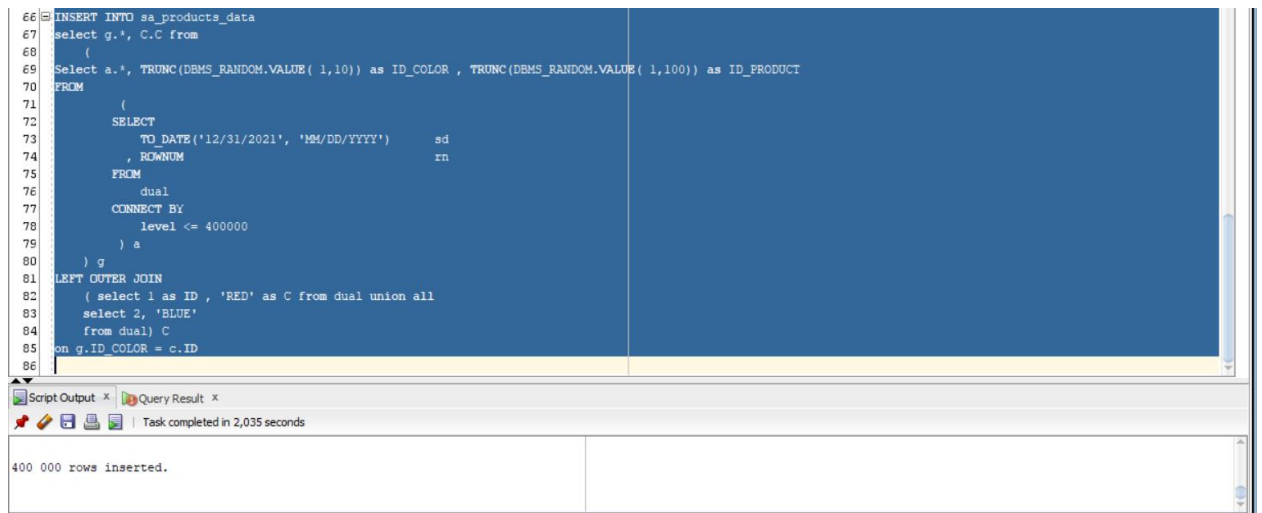 66 INSERT INTO sa_products_data
67 select g.*, C.C from
68 (
69 Select a.*, TRUNC(DBMS_RANDOM.VALUE( 1,10)) as ID_COLOR , TRUNC(DBMS_RANDOM.VALUE( 1,100)) as ID_PRODUCT
70 FROM
71 (
72 SELECT
73 TO_DATE('12/31/2021', 'MM/DD/YYYY') sd
74 , ROWNUM rn
75 FROM
76 dual
77 CONNECT BY
78 level <= 400000
79 ) a
80 ) g
81 LEFT OUTER JOIN
82 ( select 1 as ID , 'RED' as C from dual union all
83 select 2, 'BLUE'
84 from dual) C
85 on g.ID_COLOR = c.ID
86
Script Output x Query Result x
Task completed in 2,035 seconds
400 000 rows inserted.